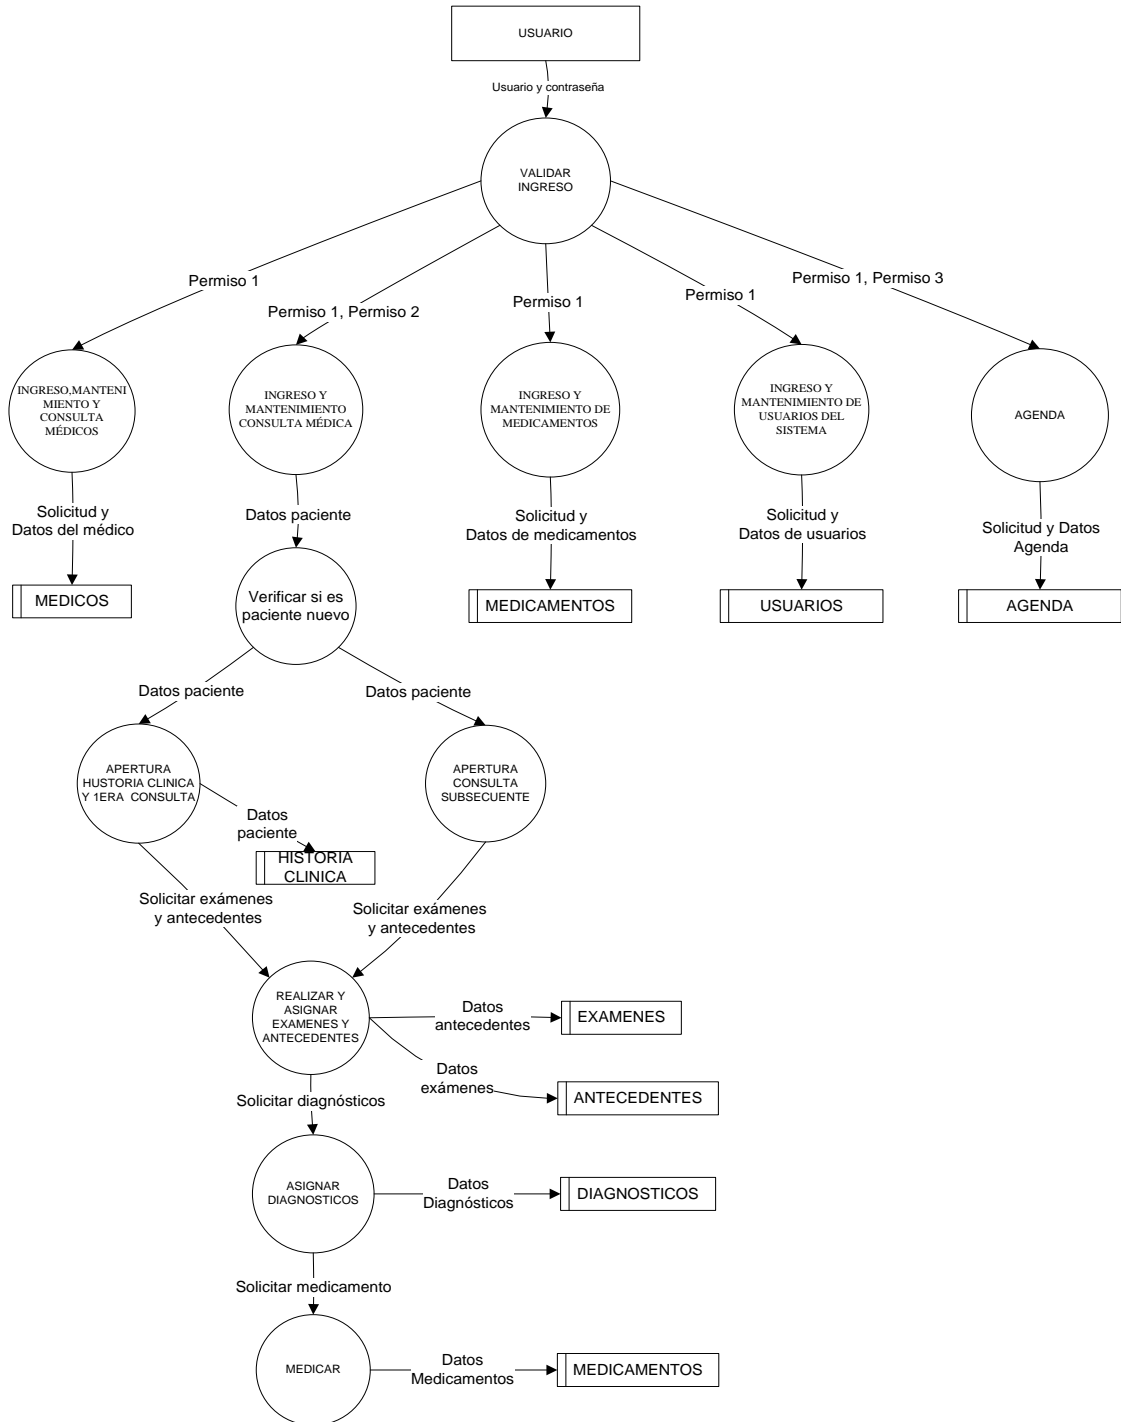 USUARIO
Usuario y contraseña
VALIDAR
INGRESO
Permiso 1
Permiso 1, Permiso 2
Permiso 1
Permiso 1
Permiso 1, Permiso 3
INGRESO,MANTENI
MIENTO Y
CONSULTA
MÉDICOS
INGRESO Y
MANTENIMIENTO
CONSULTA MÉDICA
INGRESO Y
MANTENIMIENTO DE
MEDICAMENTOS
INGRESO Y
MANTENIMIENTO DE
USUARIOS DEL
SISTEMA
AGENDA
Solicitud y
Datos del médico
Datos paciente
Solicitud y
Datos de medicamentos
Solicitud y
Datos de usuarios
Solicitud y Datos
Agenda
MEDICOS
Verificar si es
paciente nuevo
MEDICAMENTOS
USUARIOS
AGENDA
Datos paciente
Datos paciente
APERTURA
HUSTORIA CLINICA
Y 1ERA CONSULTA
APERTURA
CONSULTA
SUBSECUENTE
Datos
paciente
HISTORIA
CLINICA
Solicitar exámenes
y antecedentes
Solicitar exámenes
y antecedentes
REALIZAR Y
ASIGNAR
EXAMENES Y
ANTECEDENTES
Datos
antecedentes
EXAMENES
Datos
exámenes
ANTECEDENTES
Solicitar diagnósticos
ASIGNAR
DIAGNOSTICOS
Datos
Diagnósticos
DIAGNOSTICOS
Solicitar medicamento
MEDICAR
Datos
Medicamentos
MEDICAMENTOS